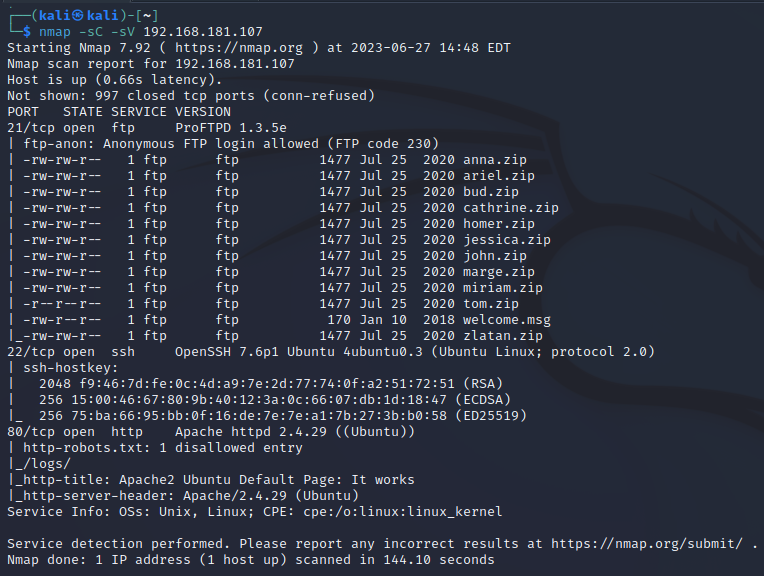 ┌──(kali㉿kali)-[~]
└─$ nmap -sC -sV 192.168.181.107
Starting Nmap 7.92 ( https://nmap.org ) at 2023-06-27 14:48 EDT
Nmap scan report for 192.168.181.107
Host is up (0.66s latency).
Not shown: 997 closed tcp ports (conn-refused)
PORT   STATE SERVICE VERSION
21/tcp open  ftp     ProFTPD 1.3.5e
| ftp-anon: Anonymous FTP login allowed (FTP code 230)
| -rw-rw-r--   1 ftp      ftp          1477 Jul 25  2020 anna.zip
| -rw-rw-r--   1 ftp      ftp          1477 Jul 25  2020 ariel.zip
| -rw-rw-r--   1 ftp      ftp          1477 Jul 25  2020 bud.zip
| -rw-rw-r--   1 ftp      ftp          1477 Jul 25  2020 cathrine.zip
| -rw-rw-r--   1 ftp      ftp          1477 Jul 25  2020 homer.zip
| -rw-rw-r--   1 ftp      ftp          1477 Jul 25  2020 jessica.zip
| -rw-rw-r--   1 ftp      ftp          1477 Jul 25  2020 john.zip
| -rw-rw-r--   1 ftp      ftp          1477 Jul 25  2020 marge.zip
| -rw-rw-r--   1 ftp      ftp          1477 Jul 25  2020 miriam.zip
| -r--r--r--   1 ftp      ftp          1477 Jul 25  2020 tom.zip
| -rw-r--r--   1 ftp      ftp           170 Jan 10  2018 welcome.msg
|_-rw-rw-r--   1 ftp      ftp          1477 Jul 25  2020 zlatan.zip
22/tcp open  ssh     OpenSSH 7.6p1 Ubuntu 4ubuntu0.3 (Ubuntu Linux; protocol 2.0)
| ssh-hostkey:
|   2048 f9:46:7d:fe:0c:4d:a9:7e:2d:77:74:0f:a2:51:72:51 (RSA)
|   256 15:00:46:67:80:9b:40:12:3a:0c:66:07:db:1d:18:47 (ECDSA)
|_  256 75:ba:66:95:bb:0f:16:de:7e:7e:a1:7b:27:3b:b0:58 (ED25519)
80/tcp open  http    Apache httpd 2.4.29 ((Ubuntu))
| http-robots.txt: 1 disallowed entry
|_/logs/
|_http-title: Apache2 Ubuntu Default Page: It works
|_http-server-header: Apache/2.4.29 (Ubuntu)
Service Info: OSs: Unix, Linux; CPE: cpe:/o:linux:linux_kernel

Service detection performed. Please report any incorrect results at https://nmap.org/submit/ .
Nmap done: 1 IP address (1 host up) scanned in 144.10 seconds